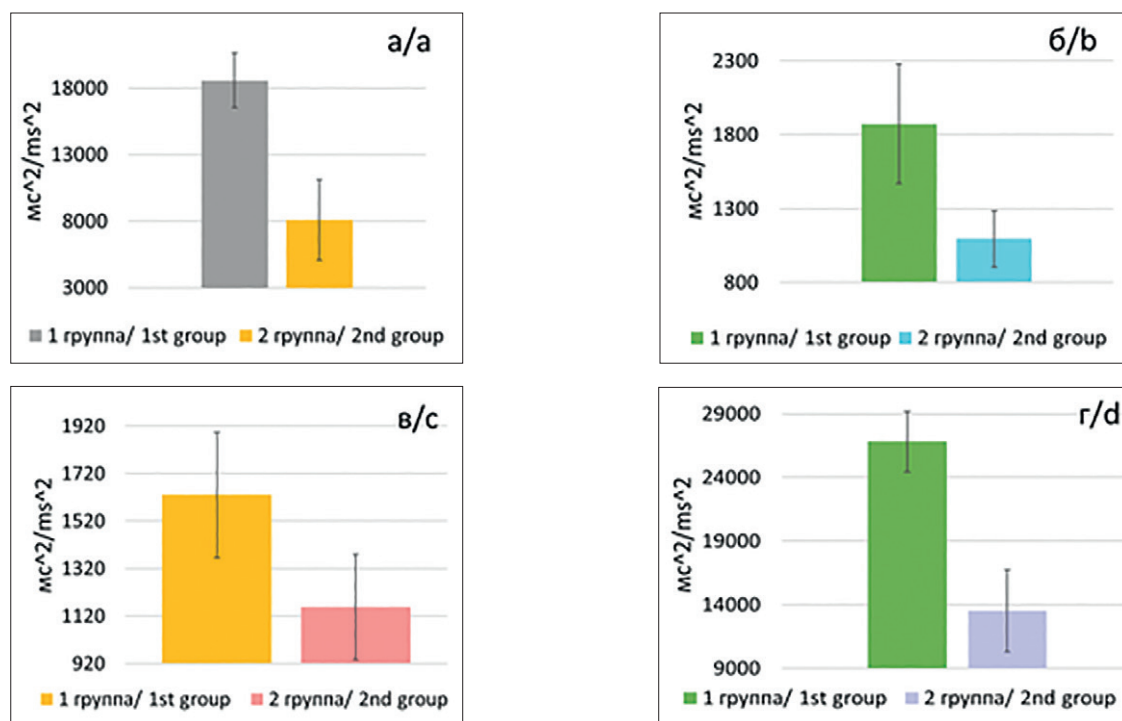 а/a
мс^2/ms^2
18000
13000
8000
3000
1 группа/ 1st group 2 группа/ 2nd group
б/b
мс^2/ms^2
2300
1800
1300
800
1 группа/ 1st group 2 группа/ 2nd group
в/c
мс^2/ms^2
1920
1720
1520
1320
1120
920
1 группа/ 1st group 2 группа/ 2nd group
г/d
мс^2/ms^2
29000
24000
19000
14000
9000
1 группа/ 1st group 2 группа/ 2nd group